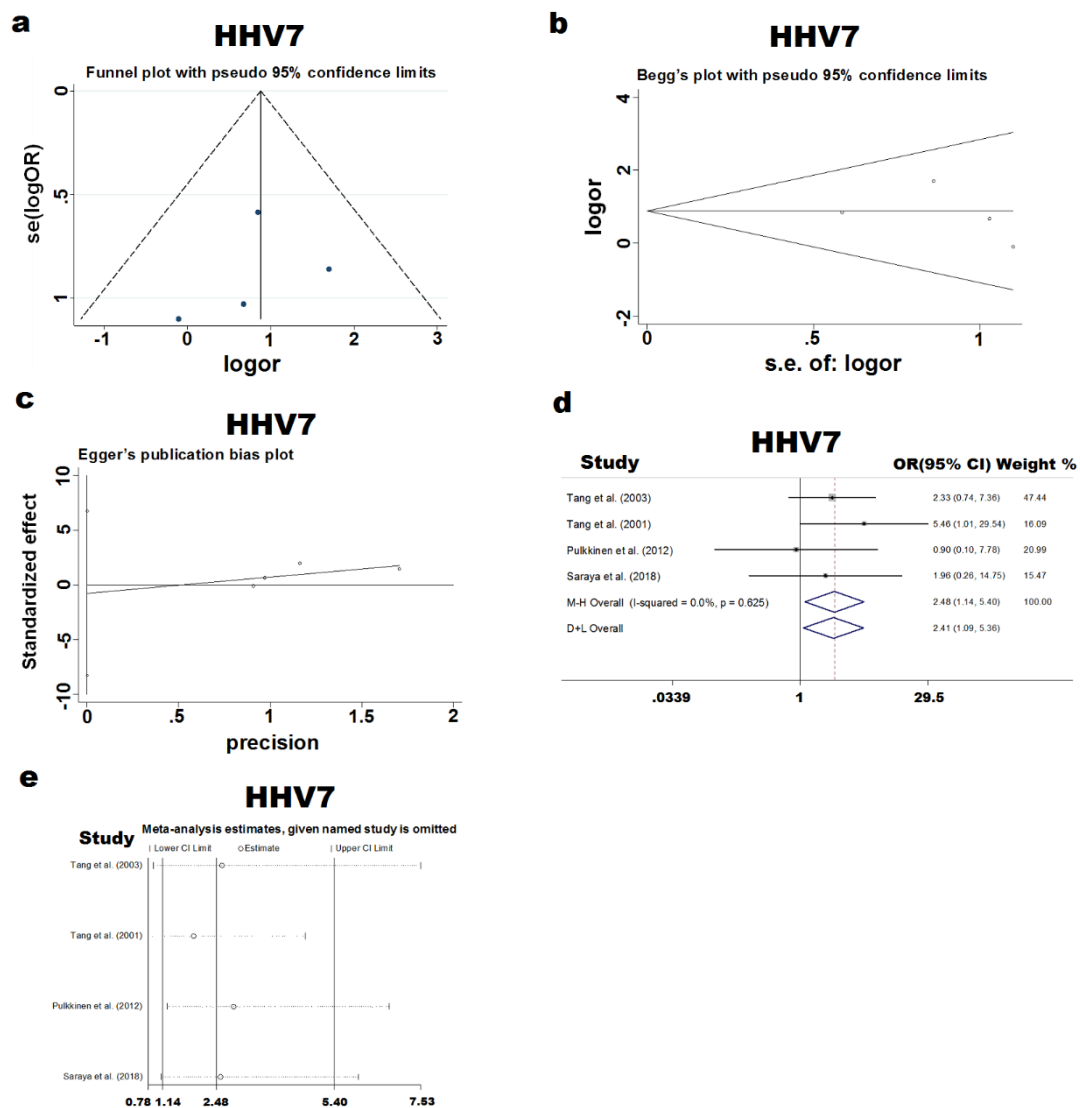 a
HHV7
Funnel plot with pseudo 95% confidence limits
se(logOR)
0
.5
1
-1 0 1 2 3
logor
b
HHV7
Begg's plot with pseudo 95% confidence limits
logor
4
2
0
-2
0 .5 1
s.e. of: logor
c
HHV7
Egger's publication bias plot
Standardized effect
10
5
0
-5
-10
0 .5 1 1.5 2
precision
d
HHV7
Study OR(95% CI) Weight %
Tang et al. (2003) 2.33 (0.74, 7.36) 47.44
Tang et al. (2001) 5.46 (1.01, 29.54) 16.09
Pulkkinen et al. (2012) 0.90 (0.10, 7.78) 20.99
Saraya et al. (2018) 1.96 (0.26, 14.75) 15.47
M-H Overall (I-squared = 0.0%, p = 0.625) 2.48 (1.14, 5.40) 100.00
D+L Overall 2.41 (1.09, 5.36)
.0339 1 29.5
e
HHV7
Study Meta-analysis estimates, given named study is omitted
| Lower CI Limit ○Estimate | Upper CI Limit
Tang et al. (2003)
Tang et al. (2001)
Pulkkinen et al. (2012)
Saraya et al. (2018)
0.78 1.14 2.48 5.40 7.53